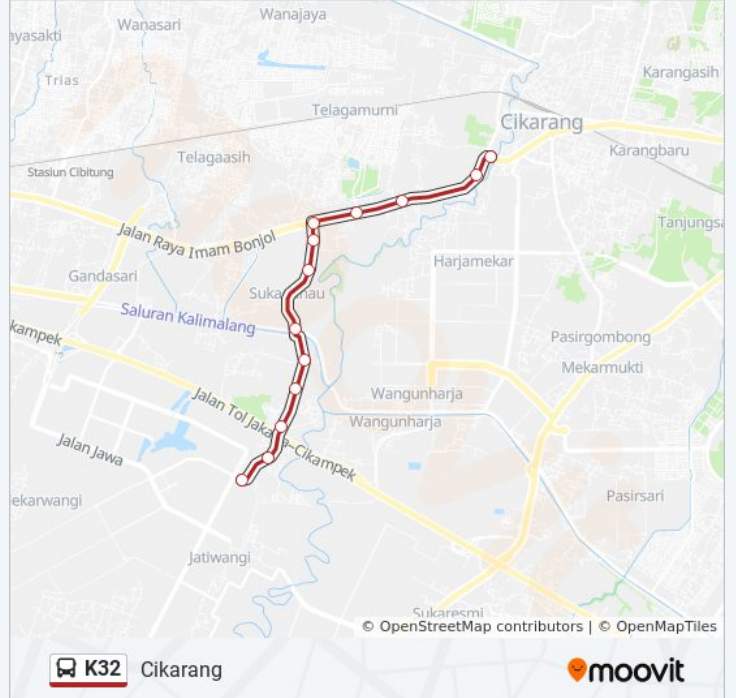 Wanajaya
Wanasari
ayasakti
Karangasih
Trias
Telagamurni
Cikarang
Karangbaru
Telagaasih
Stasiun Cibitung
Tanjungsa
Jalan Raya Imam Bonjol
Harjamekar
Gandasari
Saluran Kalimalang
kampek
Pasirgombong
Mekarmukti
Wangunharja
Jalan Tol Jakarta–Cikampek
Wangunharja
Jalan Jawa
Pasirsari
ekarwangi
Jatiwangi
Sukaresmi
© OpenStreetMap contributors | © OpenMapTiles
K32 Cikarang
moovit